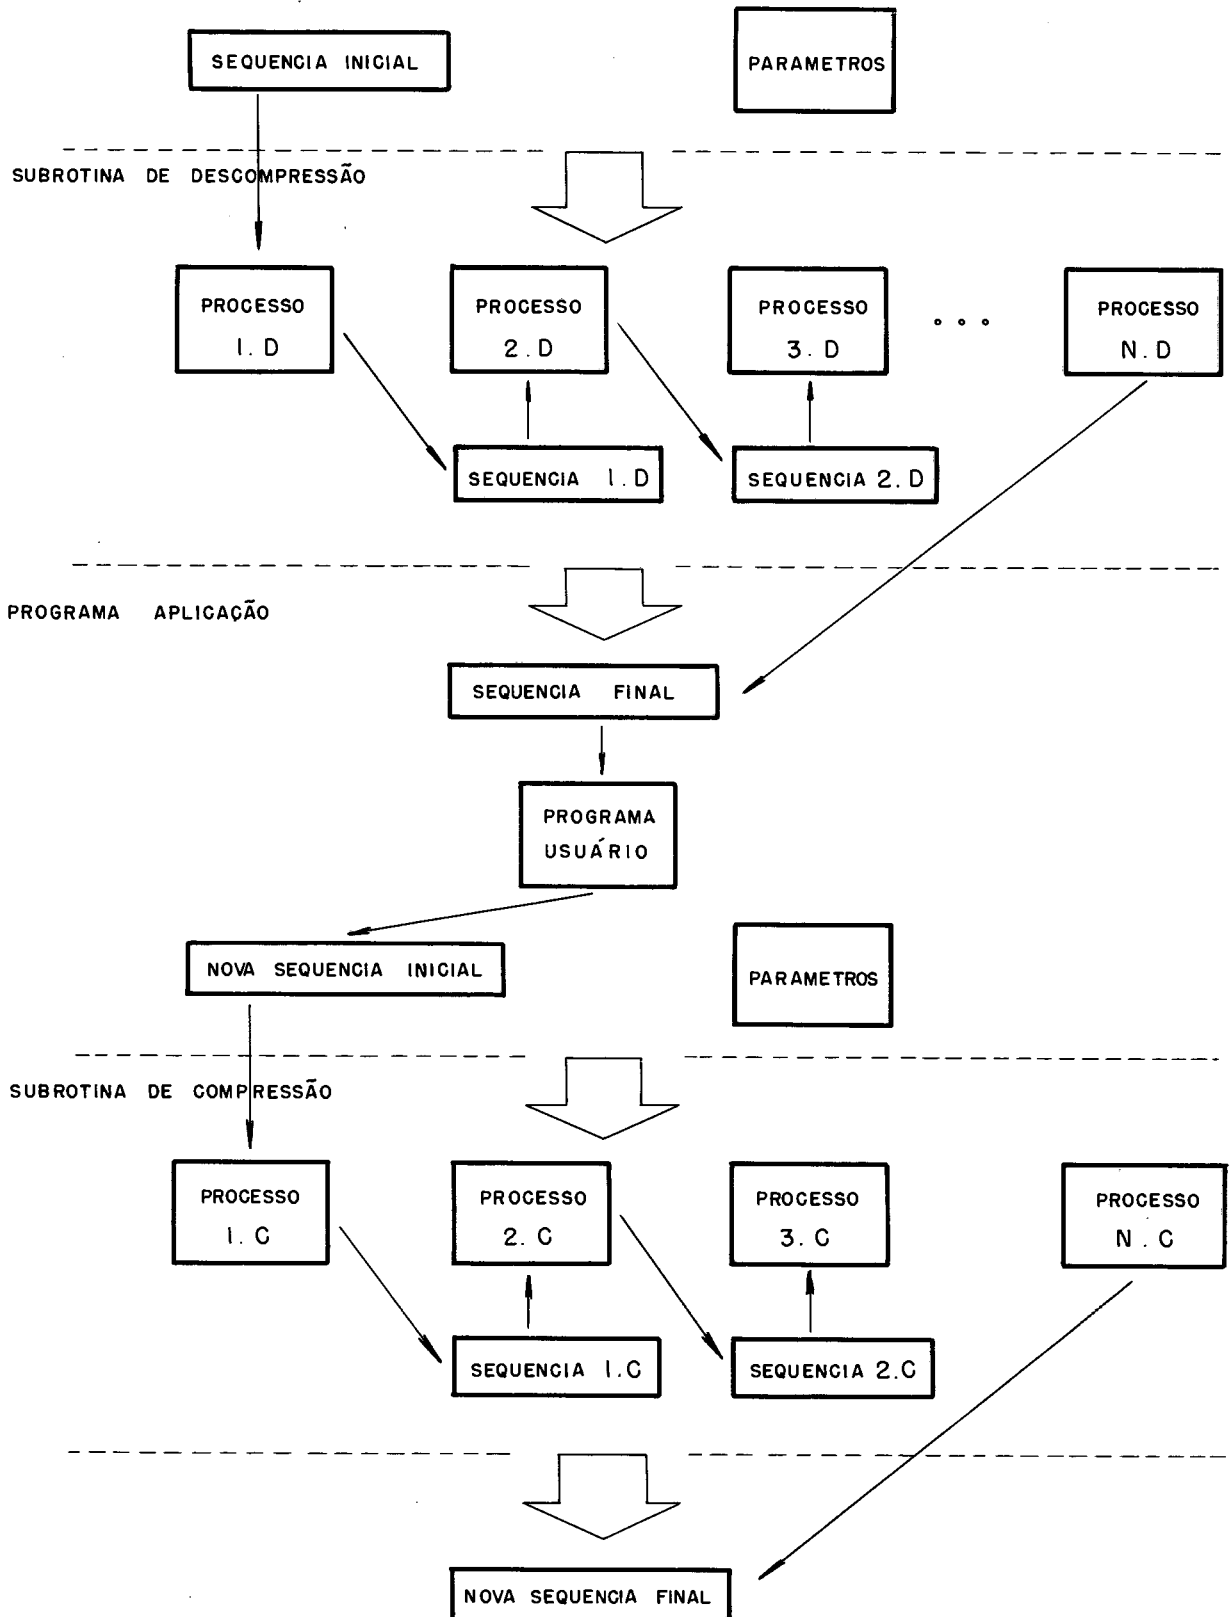 SEQUENCIA INICIAL
PARAMETROS
SUBROTINA DE DESCOMPRESSÃO
PROCESSO
1.D
PROCESSO
2.D
PROCESSO
3.D
PROCESSO
N.D
SEQUENCIA 1.D
SEQUENCIA 2.D
PROGRAMA APLICAÇÃO
SEQUENCIA FINAL
PROGRAMA
USUÁRIO
NOVA SEQUENCIA INICIAL
PARAMETROS
SUBROTINA DE COMPRESSÃO
PROCESSO
1.C
PROCESSO
2.C
PROCESSO
3.C
PROCESSO
N.C
SEQUENCIA 1.C
SEQUENCIA 2.C
NOVA SEQUENCIA FINAL